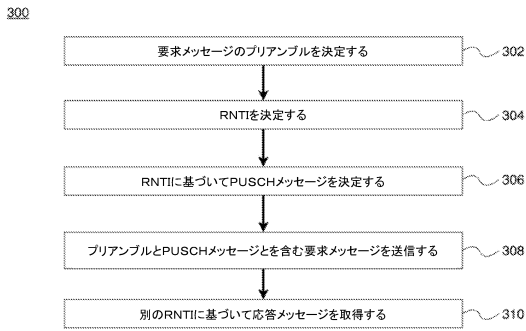 300
要求メッセージのプリアンブルを決定する
302
RNTIを決定する
304
RNTIに基づいてPUSCHメッセージを決定する
306
プリアンブルとPUSCHメッセージとを含む要求メッセージを送信する
308
別のRNTIに基づいて応答メッセージを取得する
310